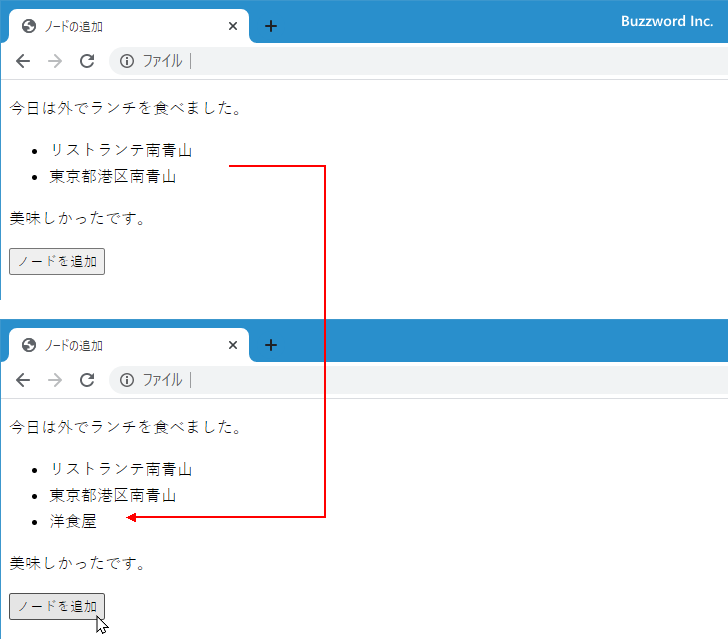 ノードの追加
Buzzword Inc.
ファイル
今日は外でランチを食べました。
リストランテ南青山
東京都港区南青山
美味しかったです。
ノードを追加
ノードの追加
ファイル
今日は外でランチを食べました。
リストランテ南青山
東京都港区南青山
洋食屋
美味しかったです。
ノードを追加